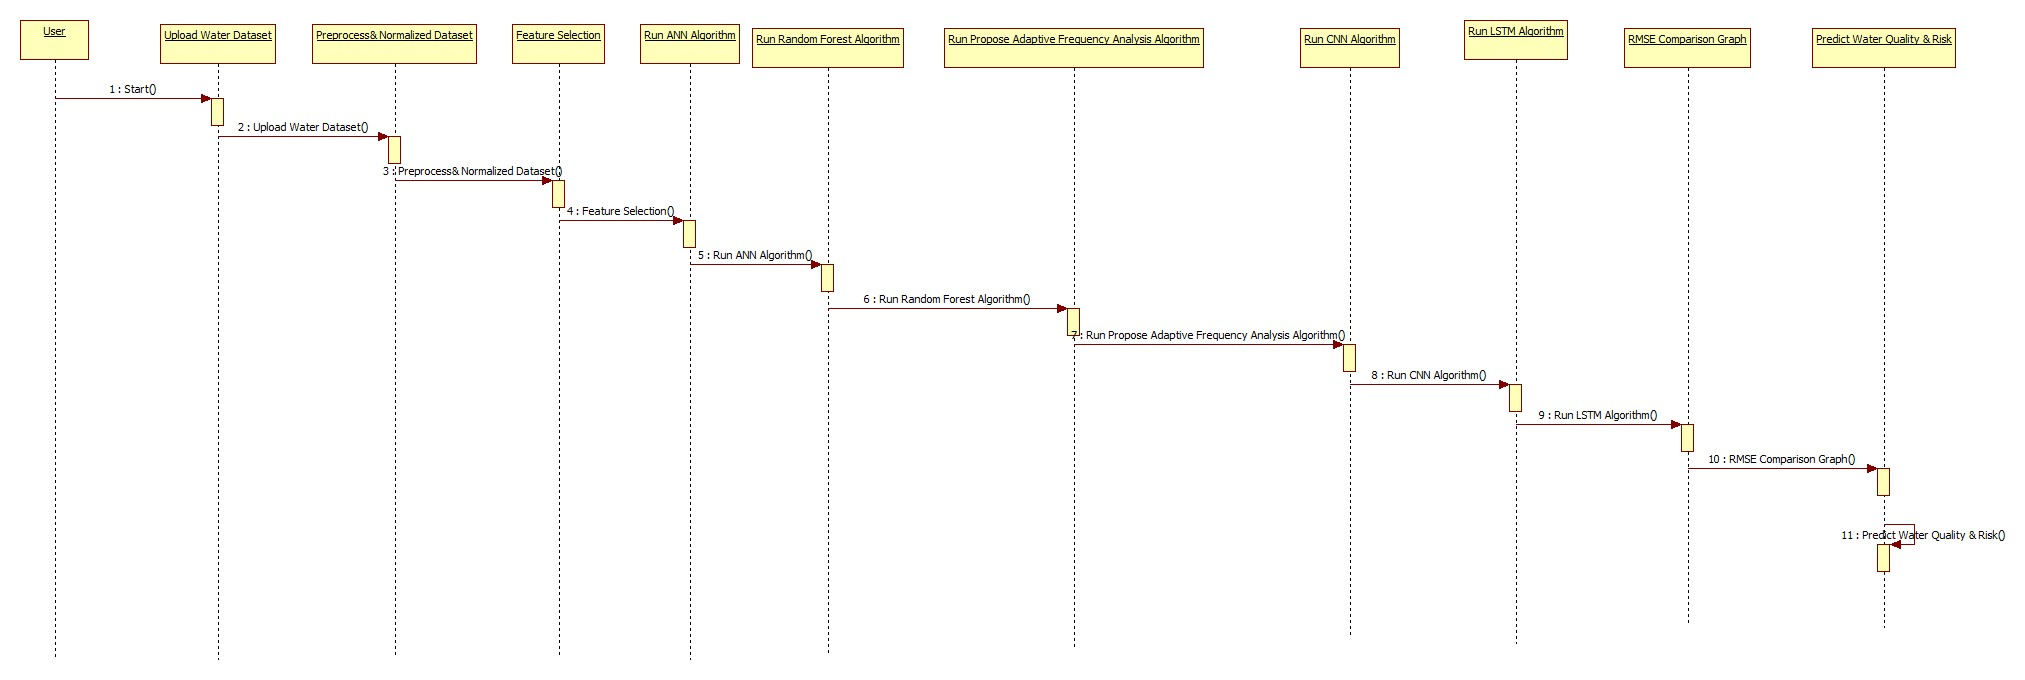 User
Upload Water Dataset
Preprocess& Normalized Dataset
Feature Selection
Run ANN Algorithm
Run Random Forest Algorithm
Run Propose Adaptive Frequency Analysis Algorithm
Run CNN Algorithm
Run LSTM Algorithm
RMSE Comparison Graph
Predict Water Quality & Risk
1 : Start()
2 : Upload Water Dataset()
3 : Preprocess& Normalized Dataset()
4 : Feature Selection()
5 : Run ANN Algorithm()
6 : Run Random Forest Algorithm()
7 : Run Propose Adaptive Frequency Analysis Algorithm()
8 : Run CNN Algorithm()
9 : Run LSTM Algorithm()
10 : RMSE Comparison Graph()
11 : Predict Water Quality & Risk()